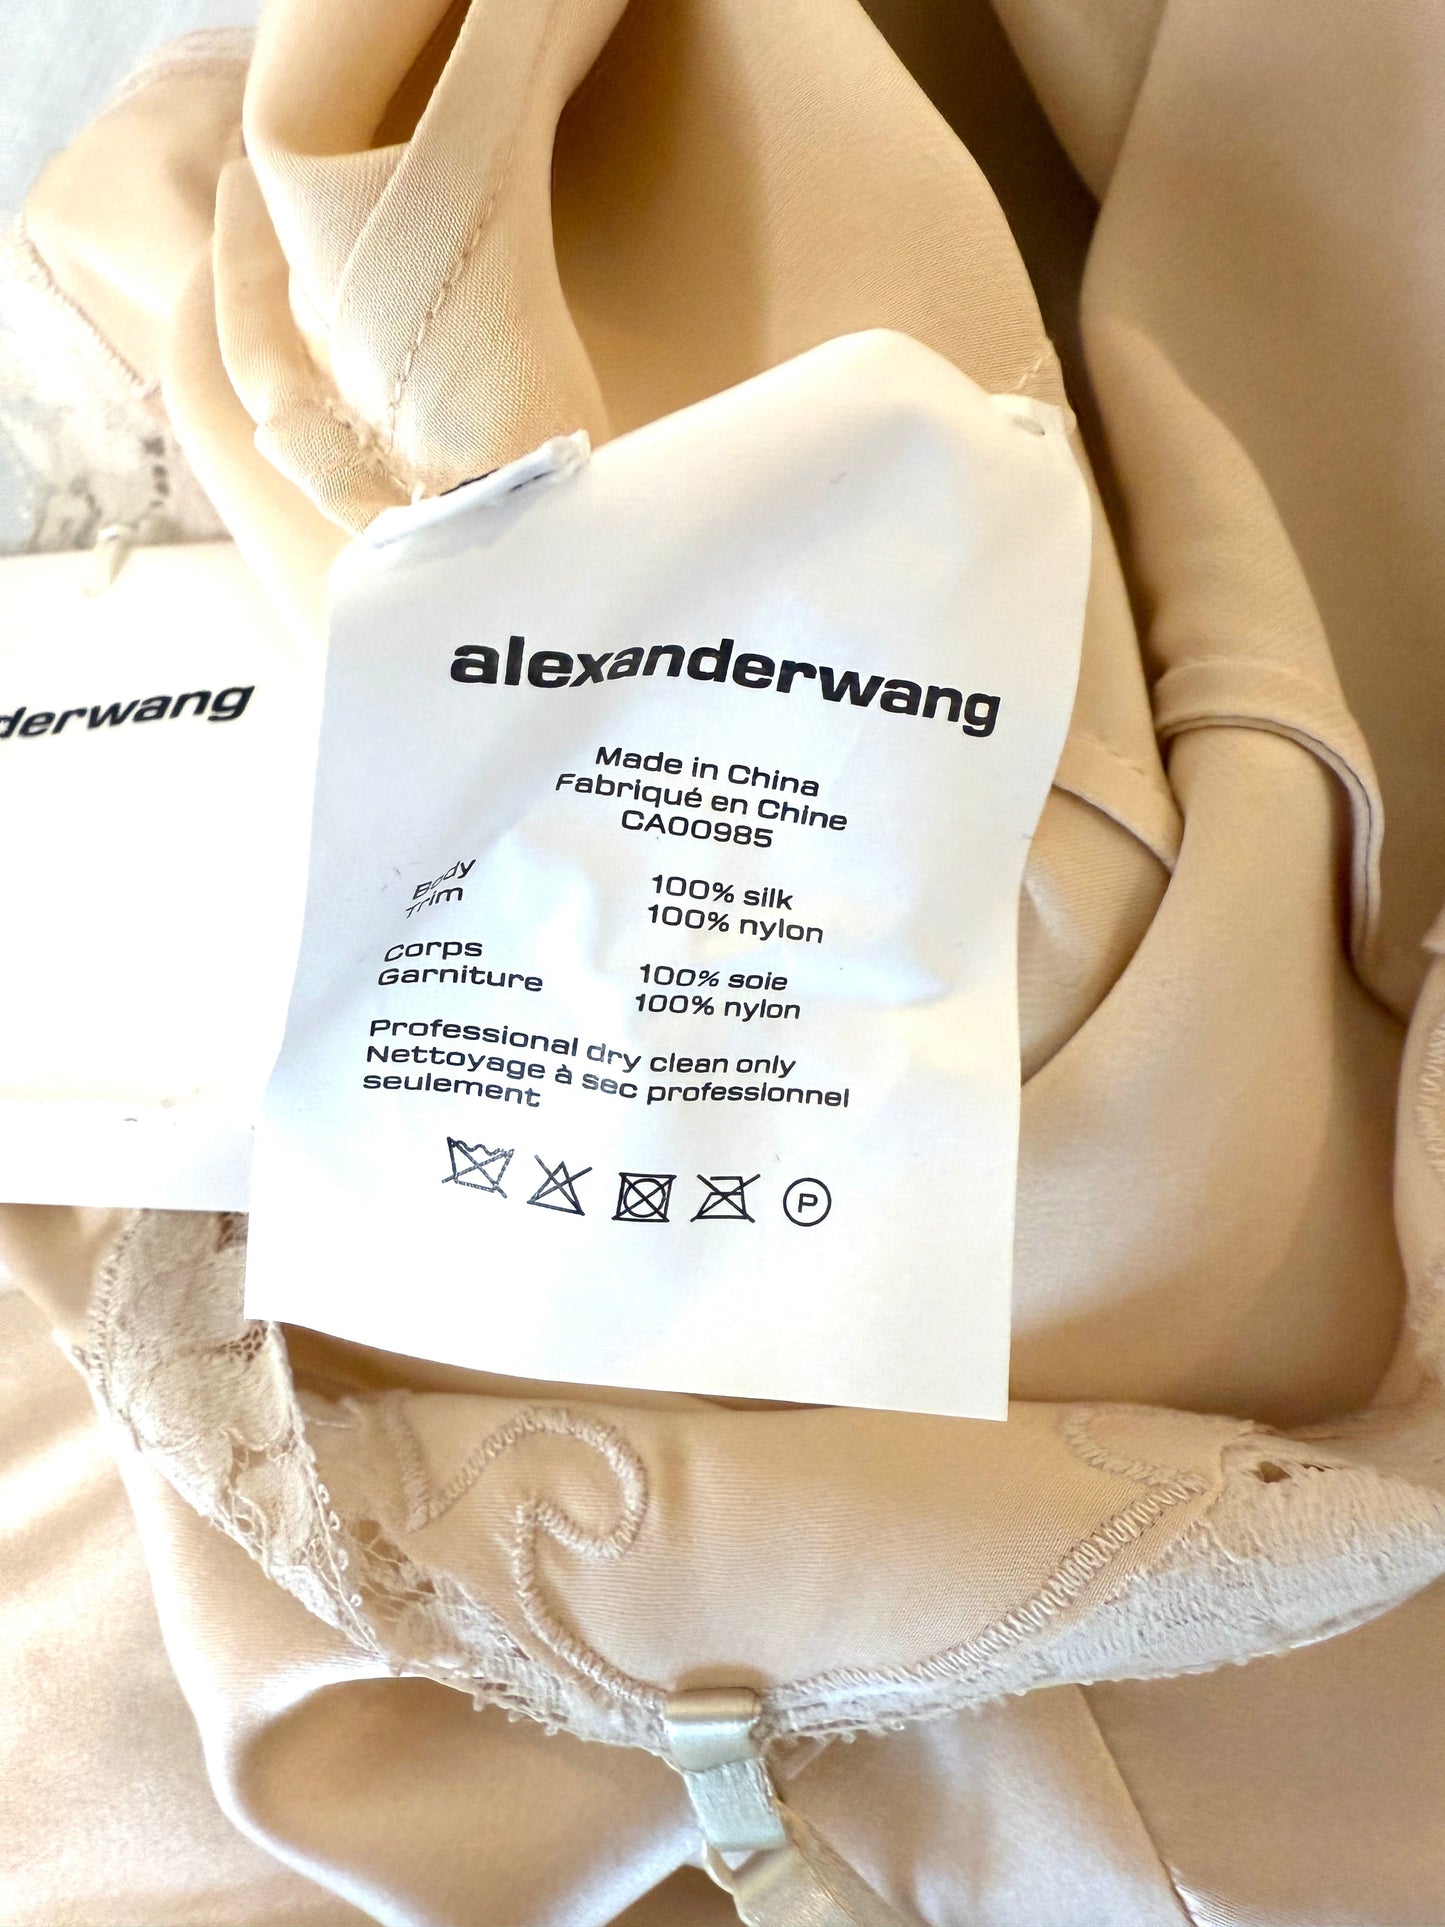 alexanderwang
Made in China
Fabriqué en Chine
CA00985
Body 100% silk
Trim 100% nylon
Corps 100% soie
Garniture 100% nylon
Professional dry clean only
Nettoyage à sec professionnel
seulement
P
derwang